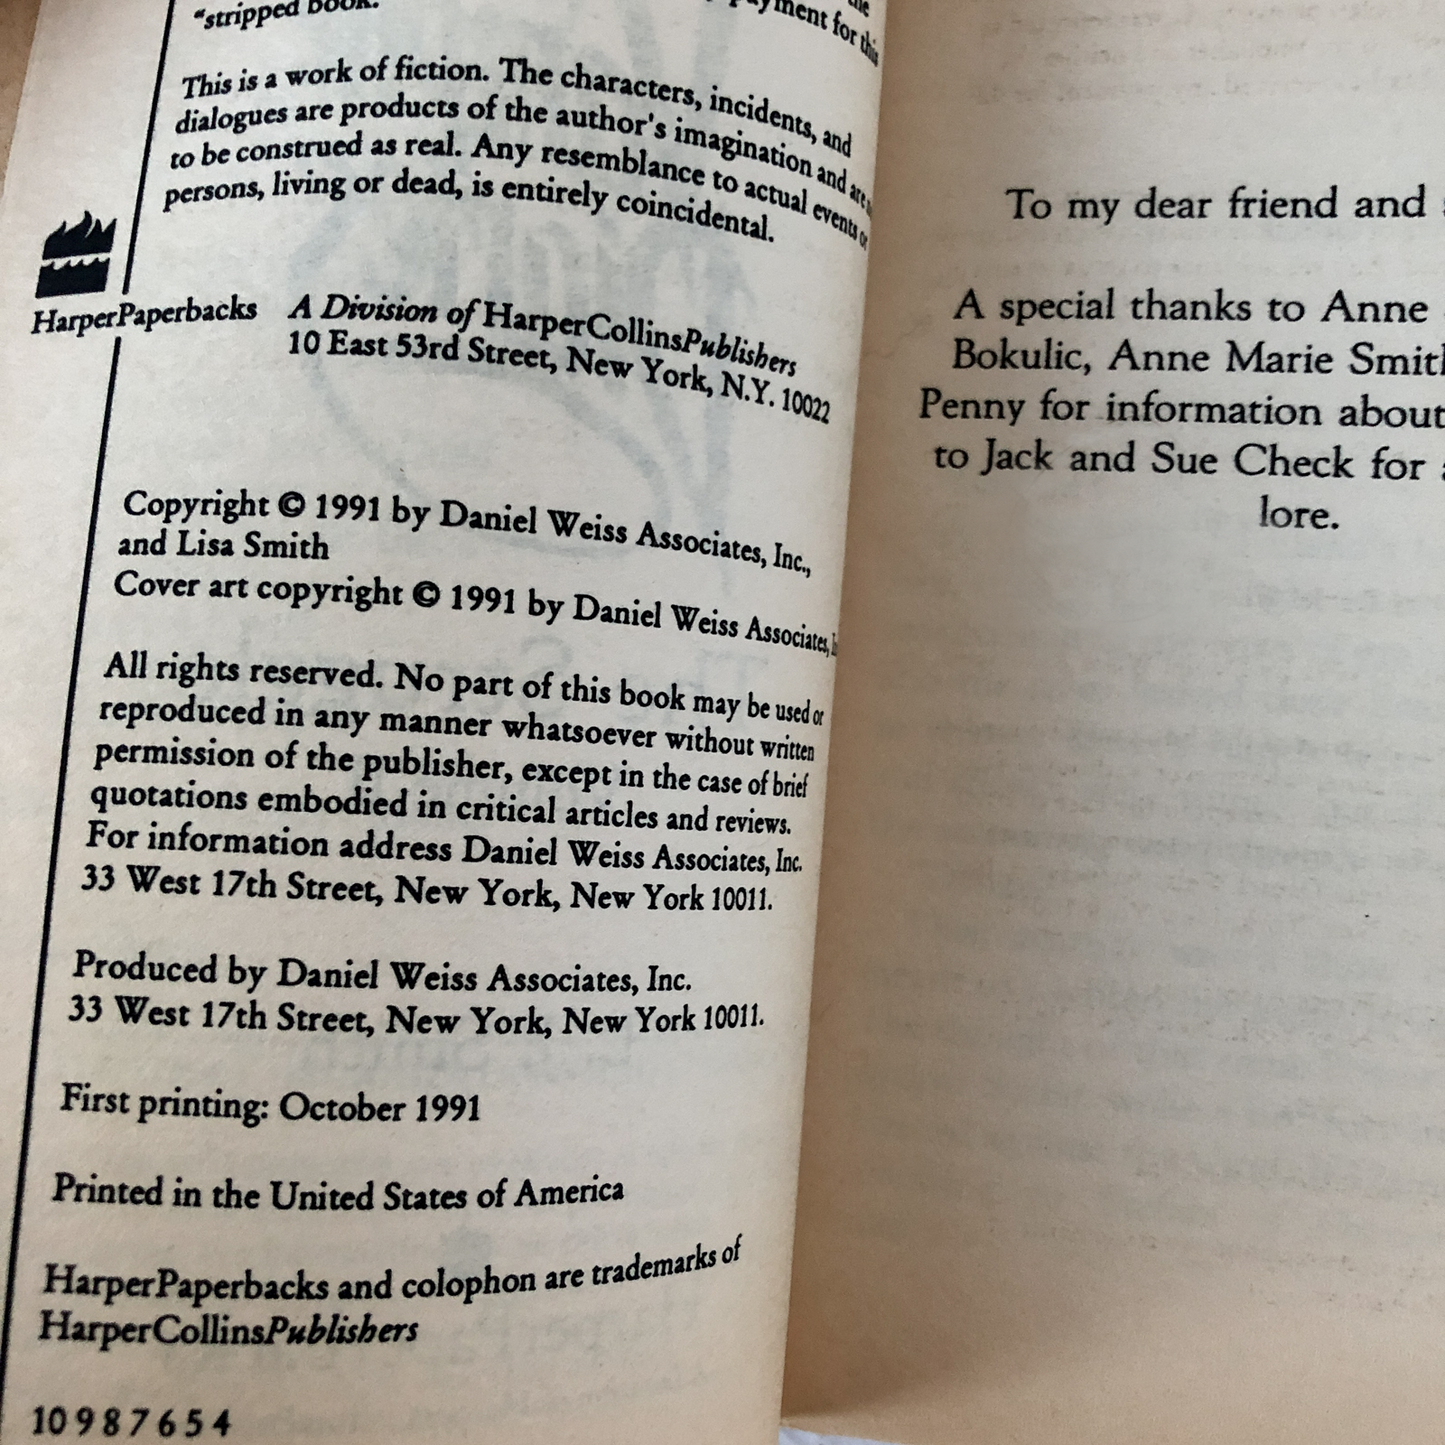 "stripped book."
the
payment for this
This is a work of fiction. The characters, incidents, and
dialogues are products of the author's imagination and are
to be construed as real. Any resemblance to actual events or
persons, living or dead, is entirely coincidental.
HarperPaperbacks
A Division of HarperCollinsPublishers
10 East 53rd Street, New York, N.Y. 10022
Copyright © 1991 by Daniel Weiss Associates, Inc.,
and Lisa Smith
Cover art copyright © 1991 by Daniel Weiss Associates,
All rights reserved. No part of this book may be used or
reproduced in any manner whatsoever without written
permission of the publisher, except in the case of brief
quotations embodied in critical articles and reviews.
For information address Daniel Weiss Associates, Inc.
33 West 17th Street, New York, New York 10011.
Produced by Daniel Weiss Associates, Inc.
33 West 17th Street, New York, New York 10011.
First printing: October 1991
Printed in the United States of America
HarperPaperbacks and colophon are trademarks of
HarperCollinsPublishers
10 9 8 7 6 5 4
To my dear friend and
A special thanks to Anne
Bokulic, Anne Marie Smith
Penny for information about
to Jack and Sue Check for
lore.